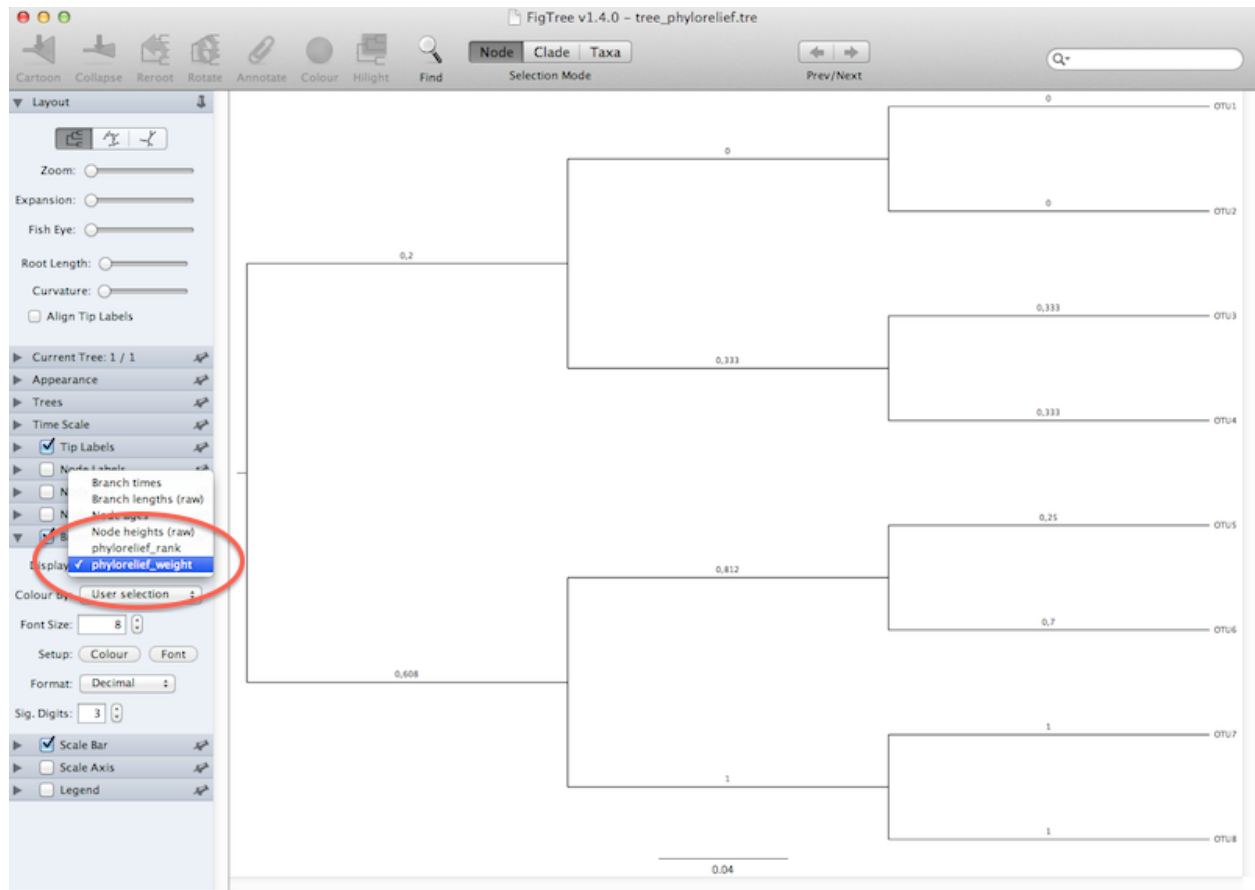 FigTree v1.4.0 – tree_phylorelief.tre
Cartoon Collapse Reroot Rotate Annotate Colour Hilight Find
Node Clade Taxa
Selection Mode
Prev/Next
Layout
Zoom:
Expansion:
Fish Eye:
Root Length:
Curvature:
Align Tip Labels
Current Tree: 1 / 1
Appearance
Trees
Time Scale
Tip Labels
Node Labels
Branch times
Branch lengths (raw)
Node ages
Node heights (raw)
phylorelief_rank
Display
phylorelief_weight
Colour By: User selection
Font Size: 8
Setup: Colour Font
Format: Decimal
Sig. Digits: 3
Scale Bar
Scale Axis
Legend
0
OTU1
0
0
OTU2
0,2
0,333
OTU3
0,333
0,333
OTU4
0,25
OTU5
0,812
0,7
OTU6
0,608
1
OTU7
1
1
OTU8
0.04